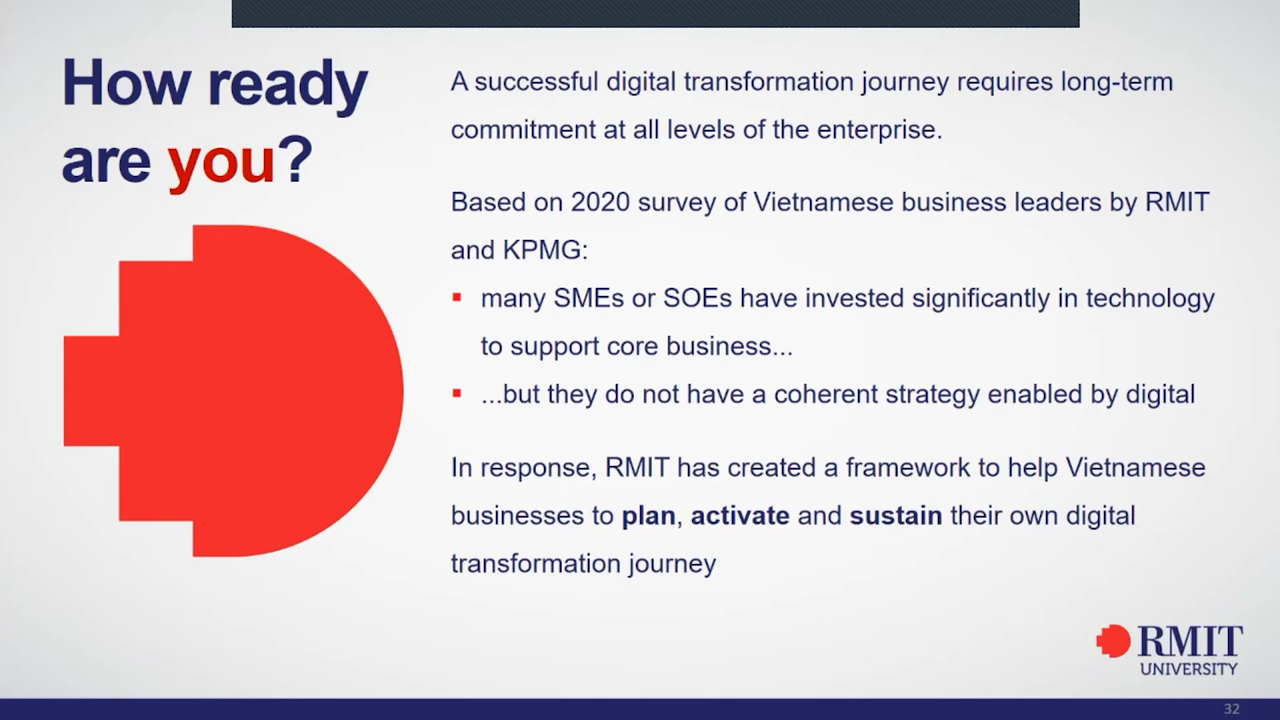 How ready
are you?
A successful digital transformation journey requires long-term
commitment at all levels of the enterprise.
Based on 2020 survey of Vietnamese business leaders by RMIT
and KPMG:
▪ many SMEs or SOEs have invested significantly in technology
to support core business...
▪ ...but they do not have a coherent strategy enabled by digital
In response, RMIT has created a framework to help Vietnamese
businesses to plan, activate and sustain their own digital
transformation journey
RMIT
UNIVERSITY
32